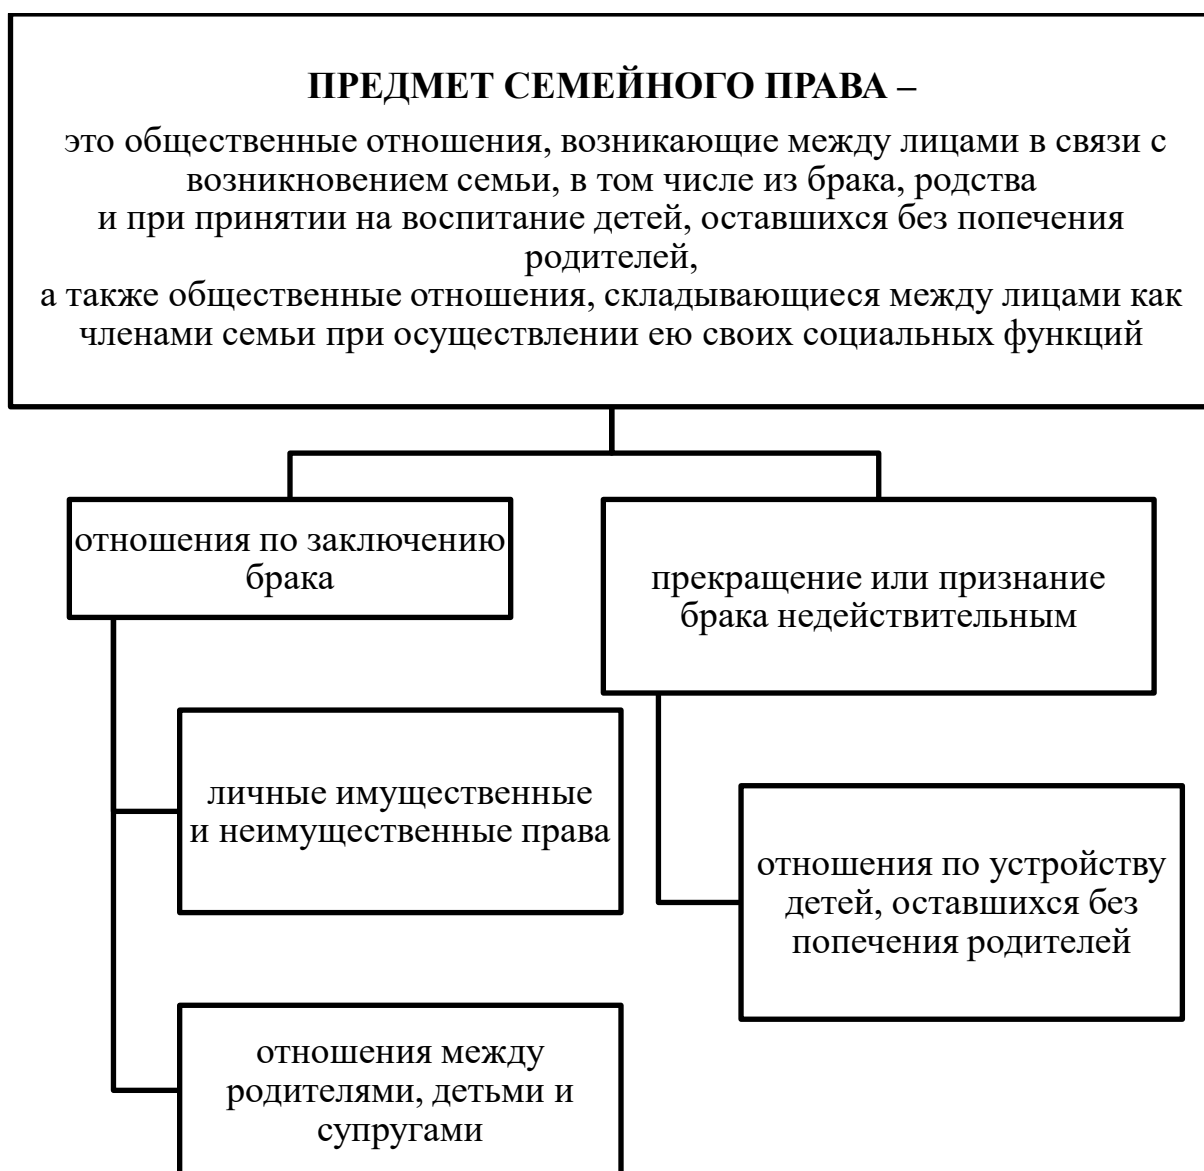 ПРЕДМЕТ СЕМЕЙНОГО ПРАВА –
это общественные отношения, возникающие между лицами в связи с
возникновением семьи, в том числе из брака, родства
и при принятии на воспитание детей, оставшихся без попечения
родителей,
а также общественные отношения, складывающиеся между лицами как
членами семьи при осуществлении ею своих социальных функций
отношения по заключению
брака
прекращение или признание
брака недействительным
личные имущественные
и неимущественные права
отношения по устройству
детей, оставшихся без
попечения родителей
отношения между
родителями, детьми и
супругами